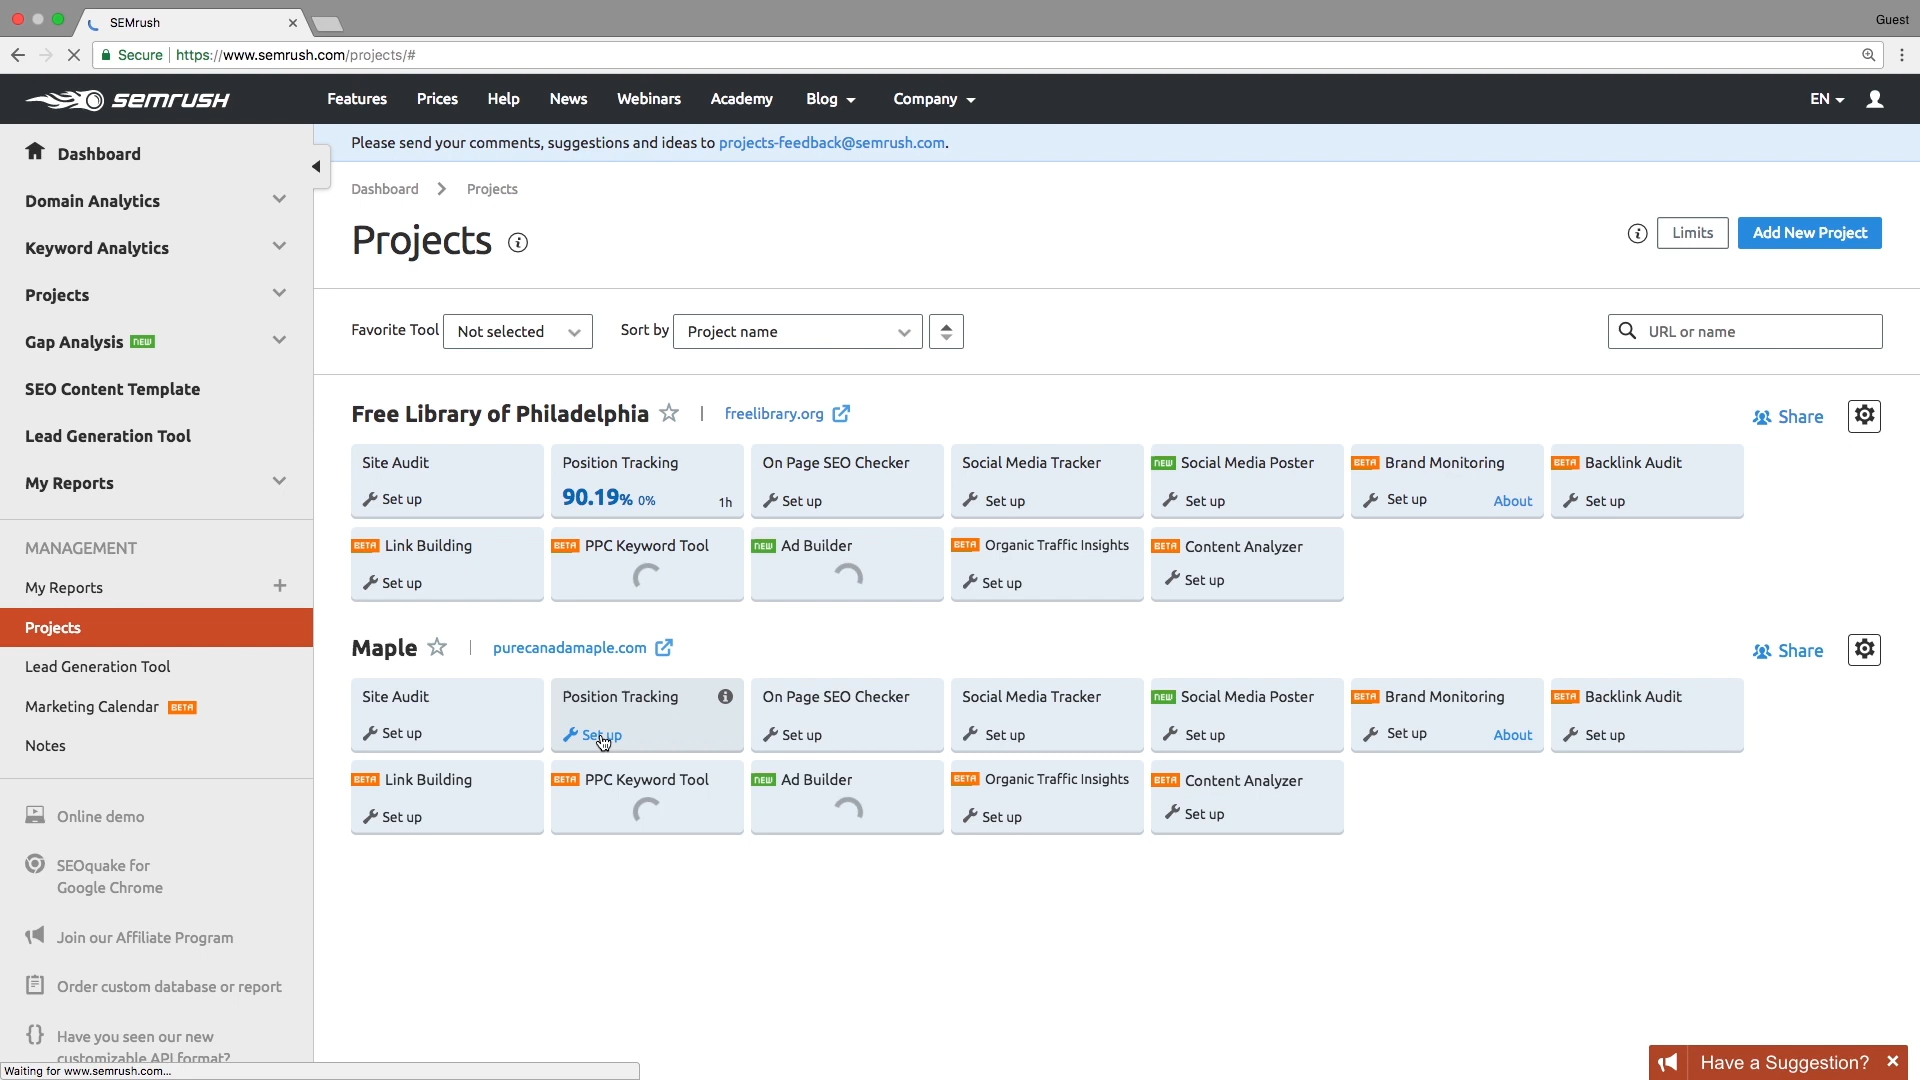 SEMrush
Guest
Secure https://www.semrush.com/projects/#
semrush Features Prices Help News Webinars Academy Blog Company EN
Please send your comments, suggestions and ideas to projects-feedback@semrush.com.
Dashboard
Domain Analytics
Keyword Analytics
Projects
Gap Analysis new
SEO Content Template
Lead Generation Tool
My Reports
MANAGEMENT
My Reports
Projects
Lead Generation Tool
Marketing Calendar BETA
Notes
Online demo
SEOquake for
Google Chrome
Join our Affiliate Program
Order custom database or report
Have you seen our new
customizable API format?
Waiting for www.semrush.com...
Dashboard > Projects
Projects
Limits Add New Project
Favorite Tool Not selected Sort by Project name URL or name
Free Library of Philadelphia | freelibrary.org Share
Site Audit
Set up
Position Tracking
90.19% 0% 1h
On Page SEO Checker
Set up
Social Media Tracker
Set up
new Social Media Poster
Set up
BETA Brand Monitoring
Set up About
BETA Backlink Audit
Set up
BETA Link Building
Set up
BETA PPC Keyword Tool
new Ad Builder
BETA Organic Traffic Insights
Set up
BETA Content Analyzer
Set up
Maple | purecanadamaple.com Share
Site Audit
Set up
Position Tracking
Set up
On Page SEO Checker
Set up
Social Media Tracker
Set up
new Social Media Poster
Set up
BETA Brand Monitoring
Set up About
BETA Backlink Audit
Set up
BETA Link Building
Set up
BETA PPC Keyword Tool
new Ad Builder
BETA Organic Traffic Insights
Set up
BETA Content Analyzer
Set up
Have a Suggestion?